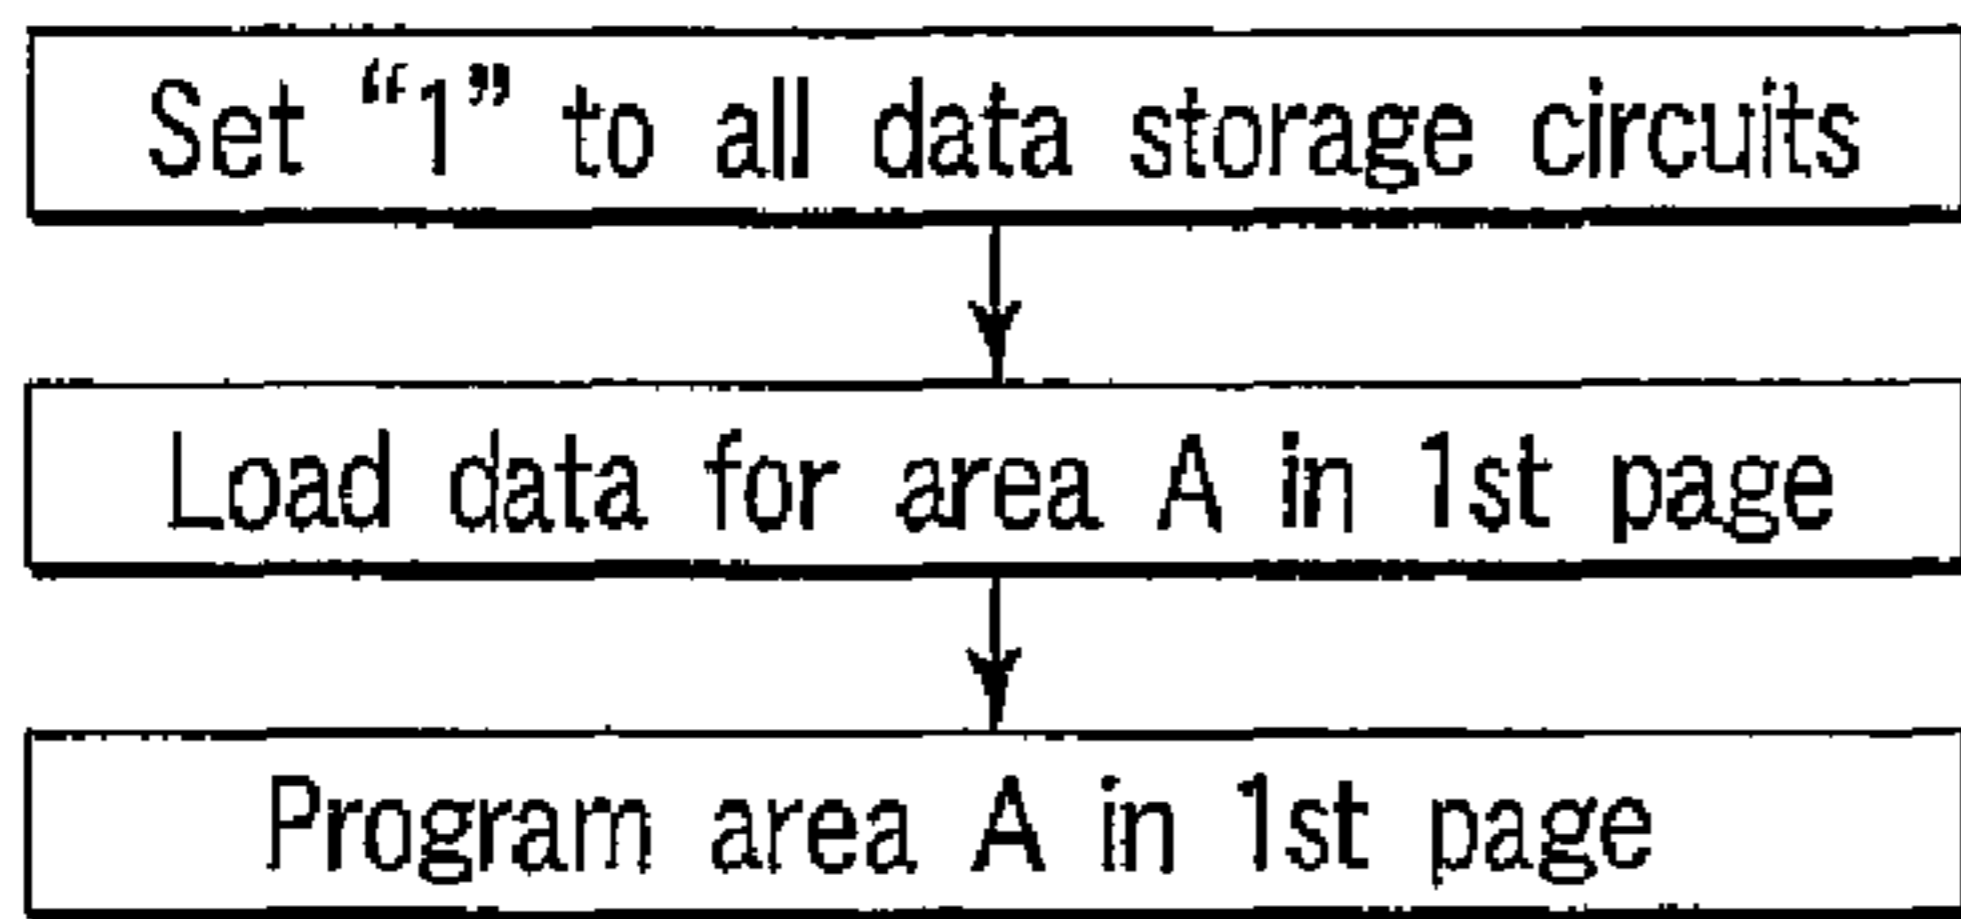 Set “1” to all data storage circuits
Load data for area A in 1st page
Program area A in 1st page